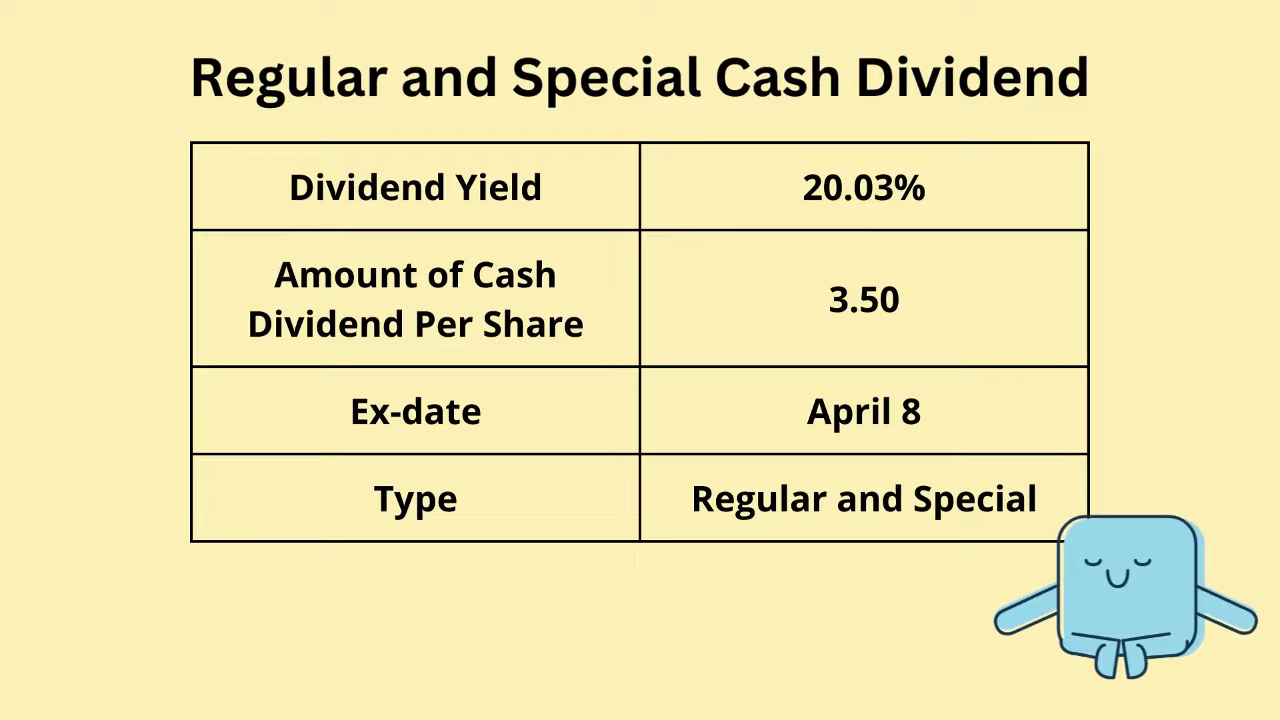 Regular and Special Cash Dividend
Dividend Yield
20.03%
Amount of Cash
Dividend Per Share
3.50
Ex-date
April 8
Type
Regular and Special